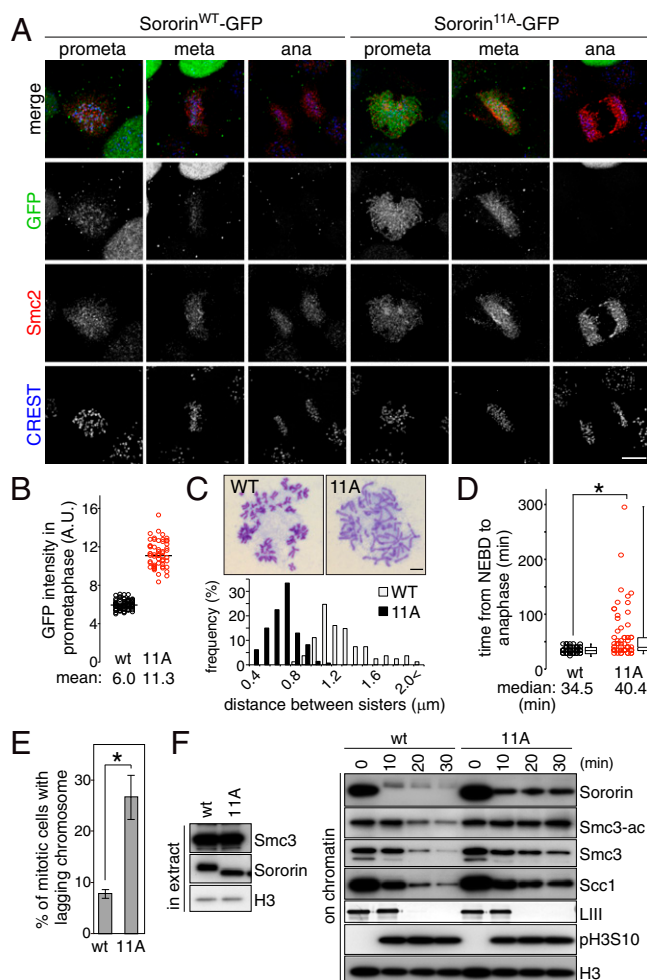 A
Sororin^WT-GFP
Sororin^11A-GFP
prometa meta ana prometa meta ana
merge
GFP
Smc2
CREST
B
GFP intensity in
prometaphase (A.U.)
16
12
8
4
0
wt 11A
mean: 6.0 11.3
C
WT
11A
frequency (%)
30
20
10
0
WT
11A
0.4 0.8 1.2 1.6 2.0<
distance between sisters (μm)
D
time from NEBD to
anaphase (min)
300
200
100
0
*
wt 11A
median: 34.5 40.4
(min)
E
% of mitotic cells with
lagging chromosome
30
20
10
0
*
wt 11A
F
in extract
wt 11A
Smc3
Sororin
H3
on chromatin
wt 11A
0 10 20 30 0 10 20 30 (min)
Sororin
Smc3-ac
Smc3
Scc1
LIII
pH3S10
H3